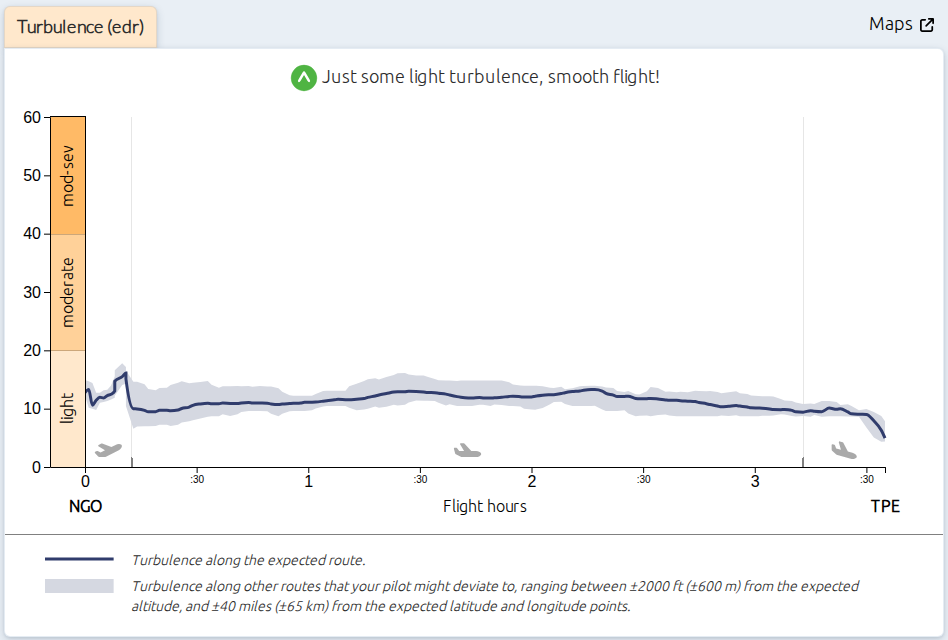 Turbulence (edr)
Maps
Just some light turbulence, smooth flight!
60
50
40
30
20
10
0
mod-sev
moderate
light
0 :30 1 :30 2 :30 3 :30
NGO Flight hours TPE
Turbulence along the expected route.
Turbulence along other routes that your pilot might deviate to, ranging between ±2000 ft (±600 m) from the expected
altitude, and ±40 miles (±65 km) from the expected latitude and longitude points.